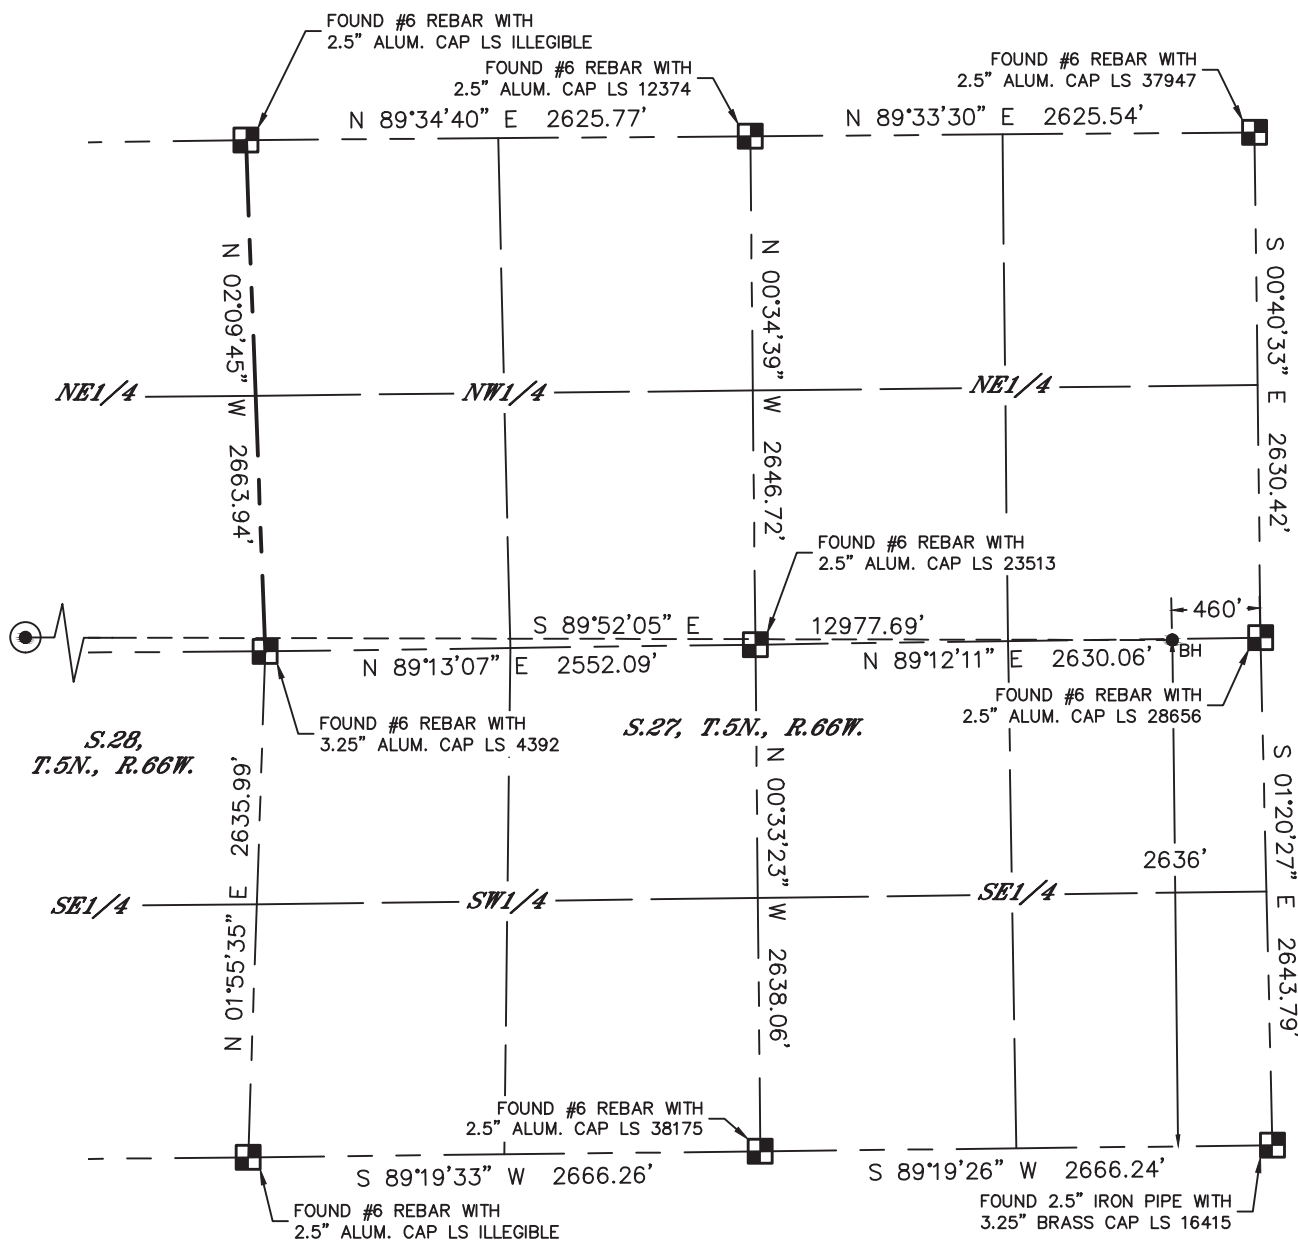 FOUND #6 REBAR WITH
2.5" ALUM. CAP LS ILLEGIBLE
FOUND #6 REBAR WITH
2.5" ALUM. CAP LS 12374
FOUND #6 REBAR WITH
2.5" ALUM. CAP LS 37947
N 89°34'40" E 2625.77'
N 89°33'30" E 2625.54'
N 02°09'45" W 2663.94'
N 00°34'39" W 2646.72'
S 00°40'33" E 2630.42'
NE1/4
NW1/4
NE1/4
FOUND #6 REBAR WITH
2.5" ALUM. CAP LS 23513
460'
S 89°52'05" E 12977.69'
BH
N 89°13'07" E 2552.09'
N 89°12'11" E 2630.06'
FOUND #6 REBAR WITH
2.5" ALUM. CAP LS 28656
FOUND #6 REBAR WITH
3.25" ALUM. CAP LS 4392
S.28,
T.5N., R.66W.
S.27, T.5N., R.66W.
N 01°55'35" E 2635.99'
N 00°33'23" W 2638.06'
S 01°20'27" E 2643.79'
2636'
SE1/4
SW1/4
SE1/4
FOUND #6 REBAR WITH
2.5" ALUM. CAP LS 38175
S 89°19'33" W 2666.26'
S 89°19'26" W 2666.24'
FOUND #6 REBAR WITH
2.5" ALUM. CAP LS ILLEGIBLE
FOUND 2.5" IRON PIPE WITH
3.25" BRASS CAP LS 16415